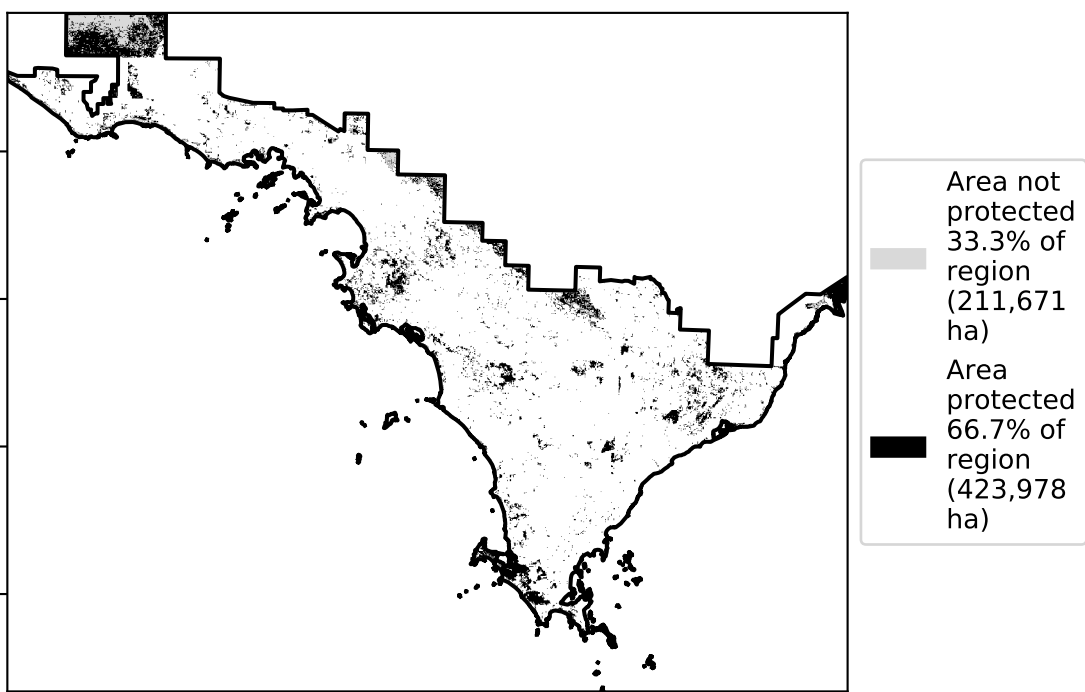 Area not
protected
33.3% of
region
(211,671
ha)
Area
protected
66.7% of
region
(423,978
ha)